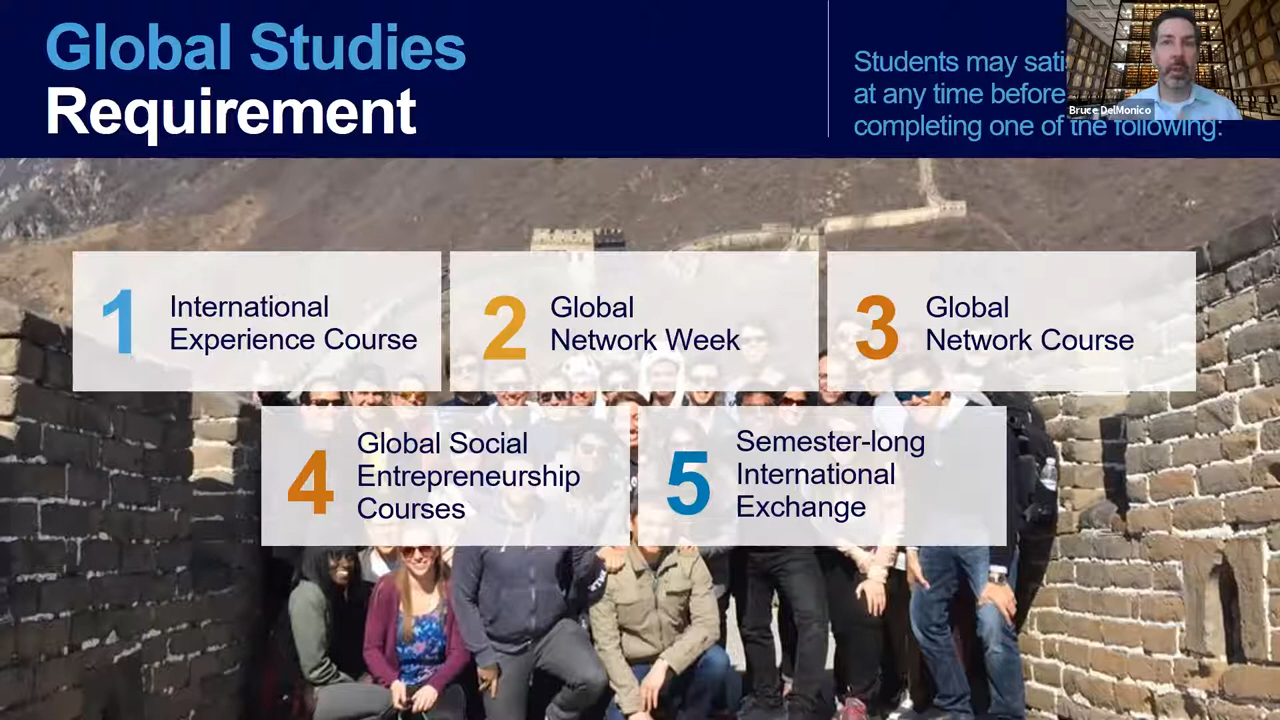 Global Studies
Requirement
Students may
at any time before
completing one of the following:
Bruce DelMonico
1
International
Experience Course
2
Global
Network Week
3
Global
Network Course
4
Global Social
Entrepreneurship
Courses
5
Semester-long
International
Exchange